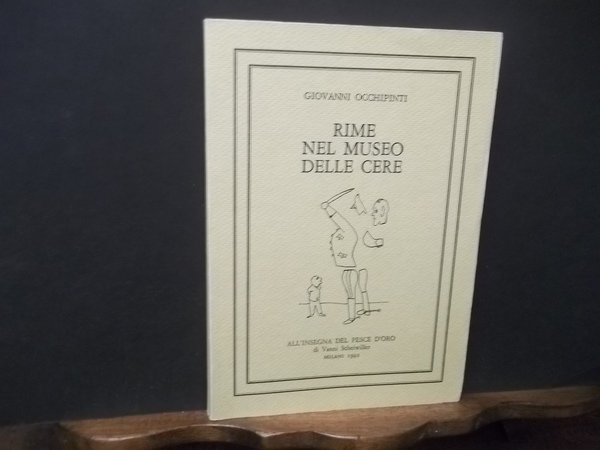 GIOVANNI OCCHIPINTI
RIME
NEL MUSEO
DELLE CERE
ALL'INSEGNA DEL PESCE D'ORO
di Vanni Scheiwiller
MILANO